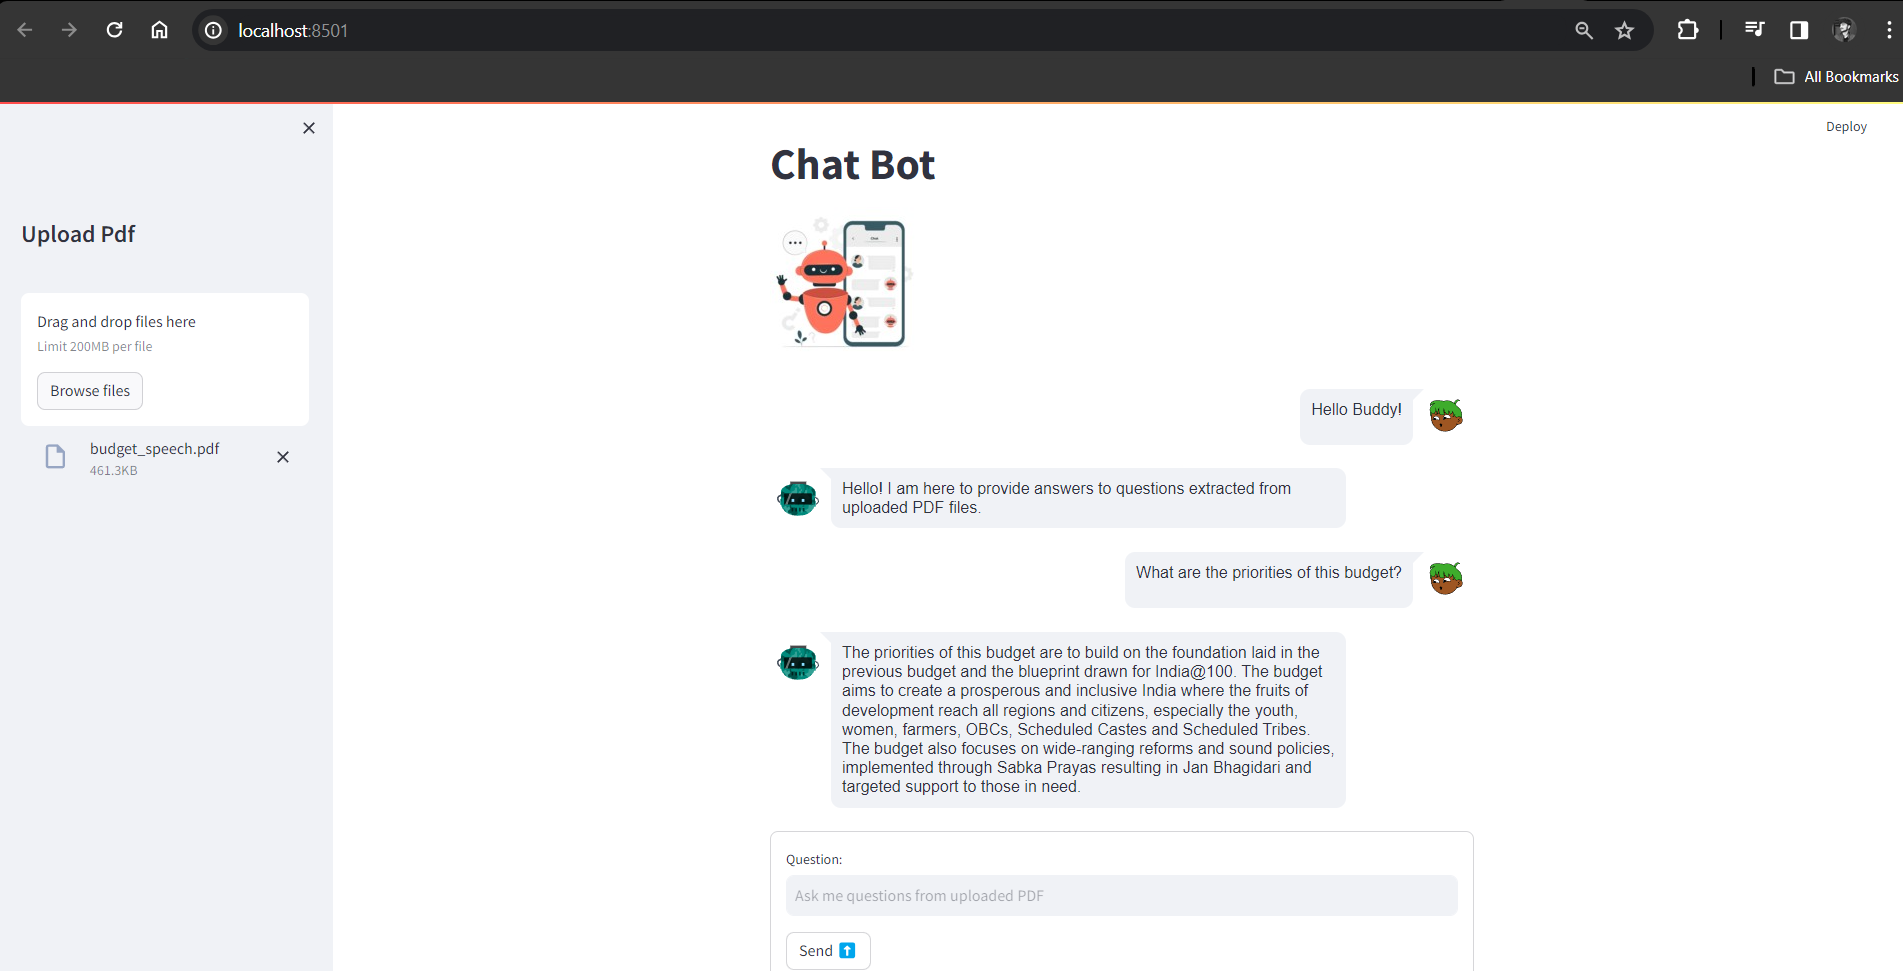 localhost:8501
All Bookmarks
Deploy
Upload Pdf
Drag and drop files here
Limit 200MB per file
Browse files
budget_speech.pdf
461.3KB
Chat Bot
Chat
Hello Buddy!
Hello! I am here to provide answers to questions extracted from
uploaded PDF files.
What are the priorities of this budget?
The priorities of this budget are to build on the foundation laid in the
previous budget and the blueprint drawn for India@100. The budget
aims to create a prosperous and inclusive India where the fruits of
development reach all regions and citizens, especially the youth,
women, farmers, OBCs, Scheduled Castes and Scheduled Tribes.
The budget also focuses on wide-ranging reforms and sound policies,
implemented through Sabka Prayas resulting in Jan Bhagidari and
targeted support to those in need.
Question:
Ask me questions from uploaded PDF
Send